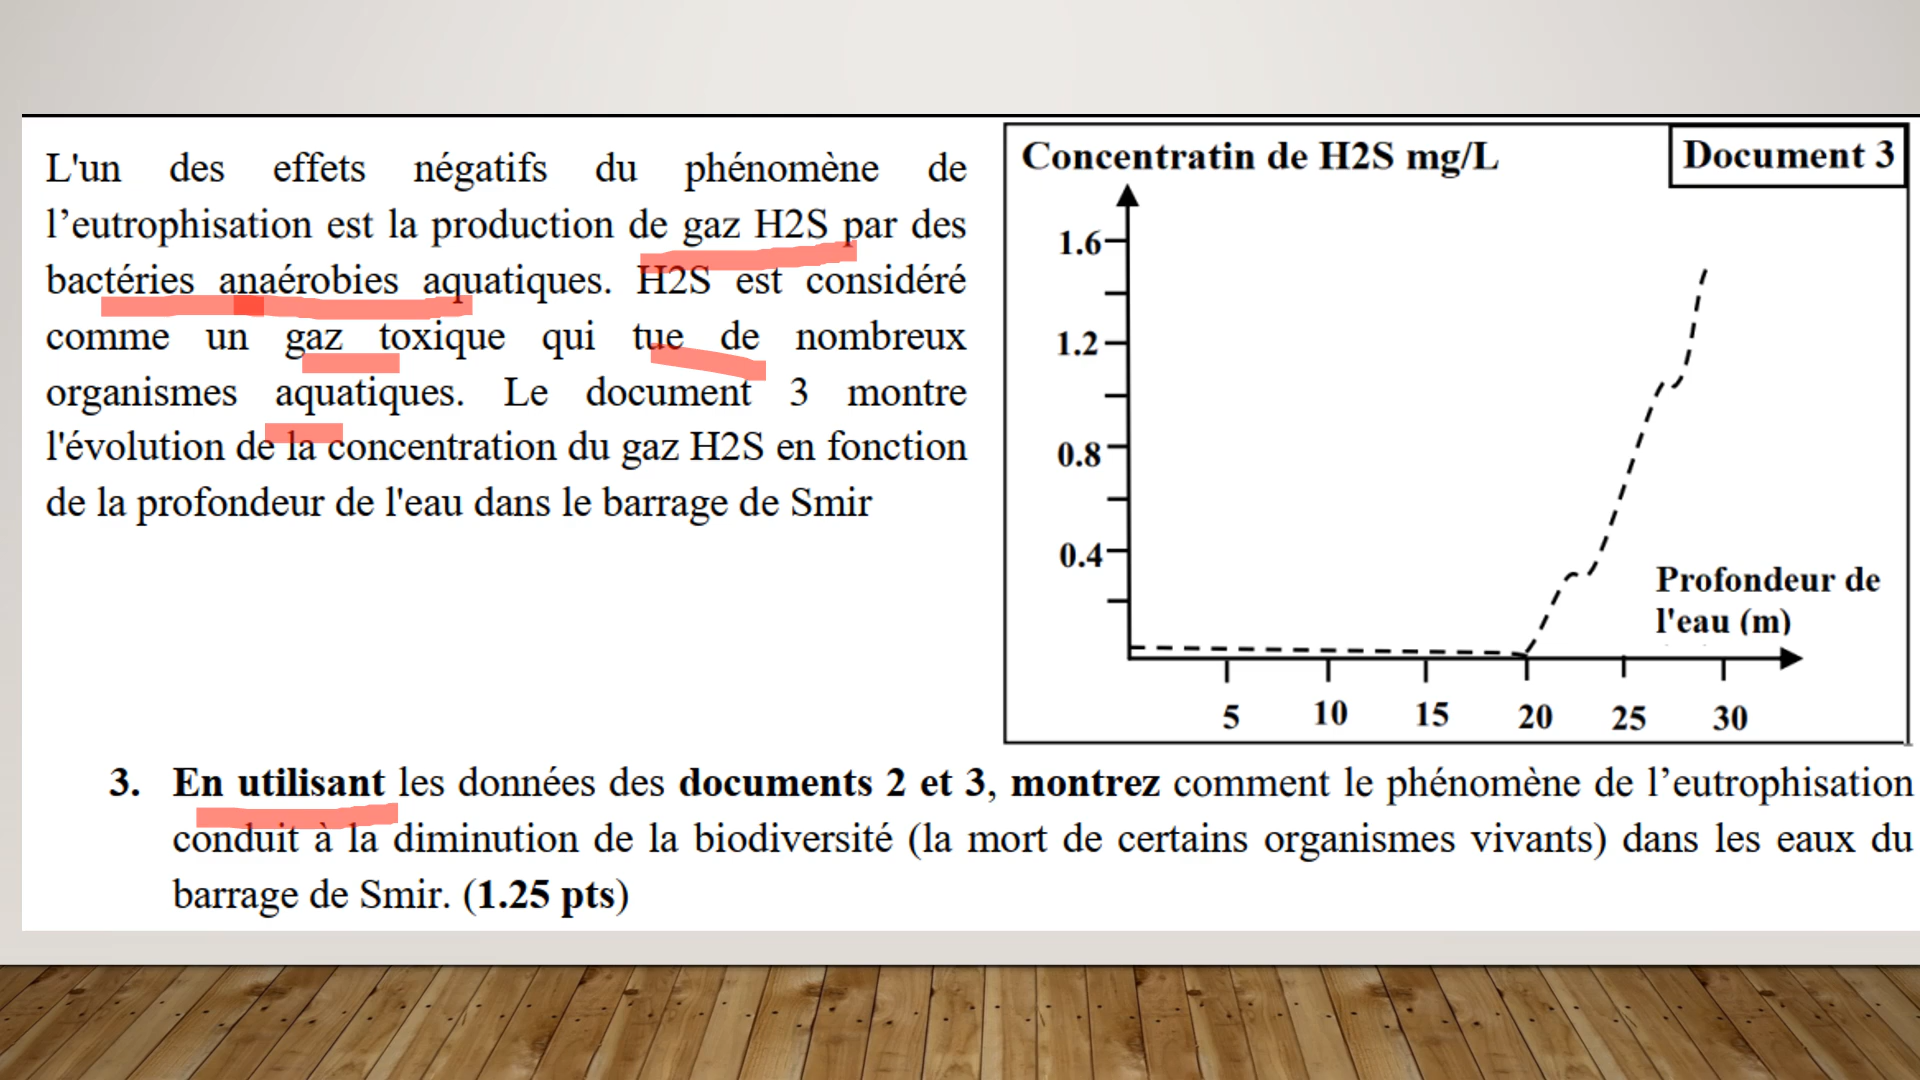 L'un des effets négatifs du phénomène de
l’eutrophisation est la production de gaz H2S par des
bactéries anaérobies aquatiques. H2S est considéré
comme un gaz toxique qui tue de nombreux
organismes aquatiques. Le document 3 montre
l'évolution de la concentration du gaz H2S en fonction
de la profondeur de l'eau dans le barrage de Smir
Concentratin de H2S mg/L
Document 3
1.6
1.2
0.8
0.4
Profondeur de
l'eau (m)
5 10 15 20 25 30
3. En utilisant les données des documents 2 et 3, montrez comment le phénomène de l’eutrophisation
conduit à la diminution de la biodiversité (la mort de certains organismes vivants) dans les eaux du
barrage de Smir. (1.25 pts)